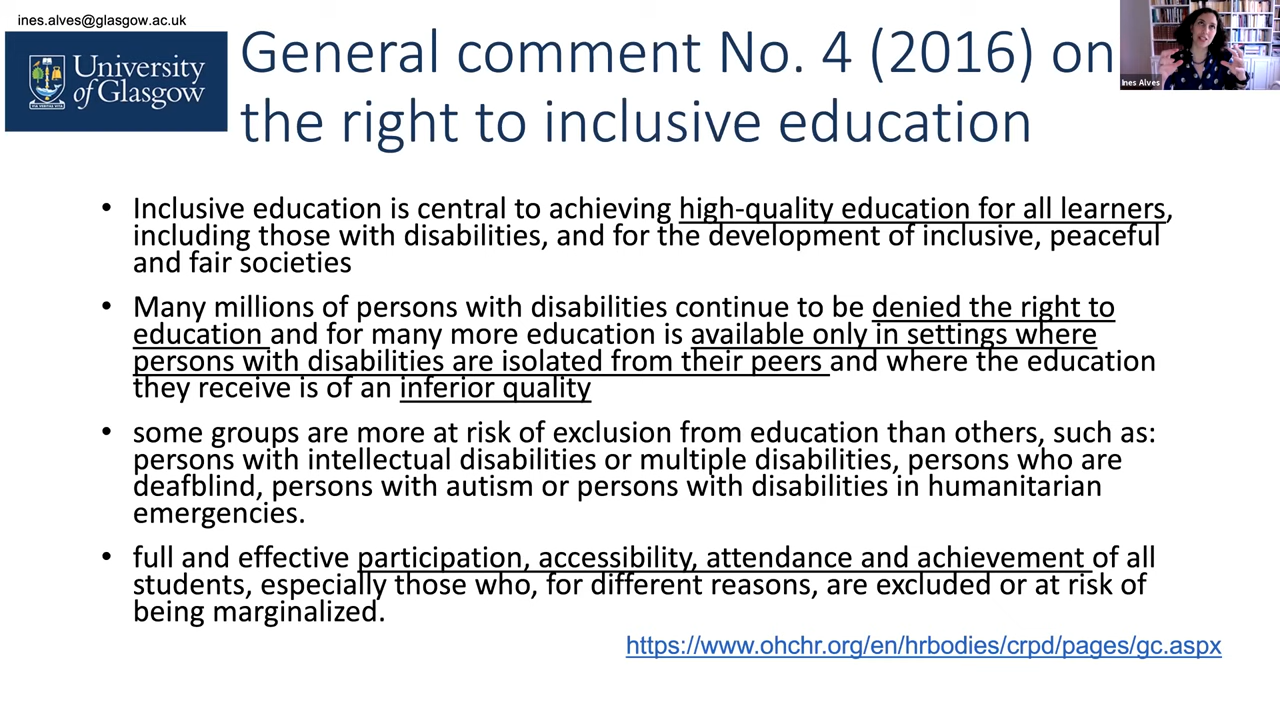 ines.alves@glasgow.ac.uk
University
of Glasgow
General comment No. 4 (2016) on
the right to inclusive education
Ines Alves
• Inclusive education is central to achieving high-quality education for all learners,
including those with disabilities, and for the development of inclusive, peaceful
and fair societies
• Many millions of persons with disabilities continue to be denied the right to
education and for many more education is available only in settings where
persons with disabilities are isolated from their peers and where the education
they receive is of an inferior quality
• some groups are more at risk of exclusion from education than others, such as:
persons with intellectual disabilities or multiple disabilities, persons who are
deafblind, persons with autism or persons with disabilities in humanitarian
emergencies.
• full and effective participation, accessibility, attendance and achievement of all
students, especially those who, for different reasons, are excluded or at risk of
being marginalized.
https://www.ohchr.org/en/hrbodies/crpd/pages/gc.aspx